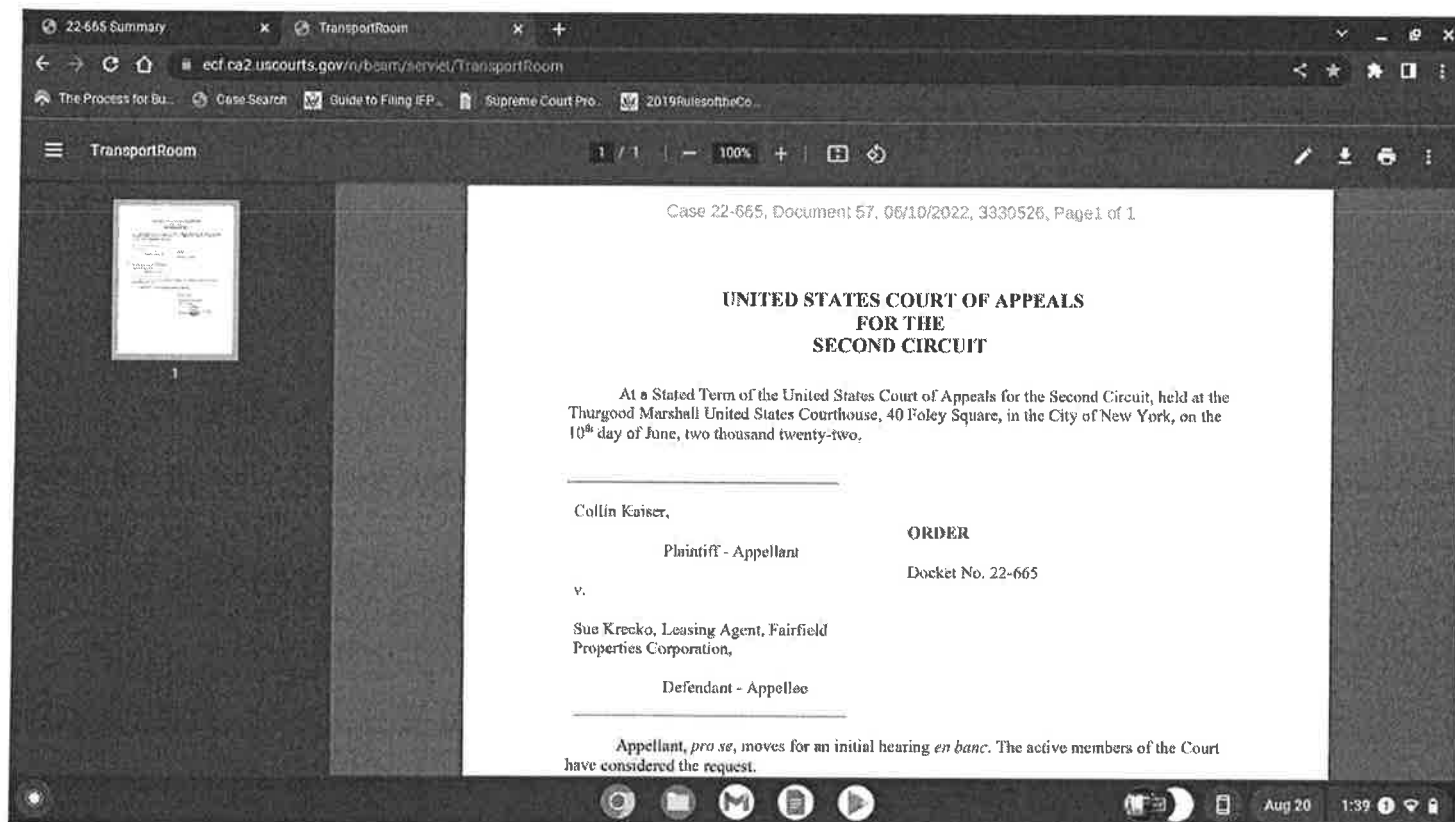 22-665 Summary
TransportRoom
ecf.ca2.uscourts.gov/n/beam/servlet/TransportRoom
The Process for Bu...
Case Search
Guide to Filing IFP...
Supreme Court Pro...
2019RulesoftheCo...
TransportRoom
1 / 1
100%
1
Case 22-665, Document 57, 06/10/2022, 3330526, Page1 of 1
UNITED STATES COURT OF APPEALS
FOR THE
SECOND CIRCUIT
At a Stated Term of the United States Court of Appeals for the Second Circuit, held at the
Thurgood Marshall United States Courthouse, 40 Foley Square, in the City of New York, on the
10th day of June, two thousand twenty-two,
Collin Kaiser,
Plaintiff - Appellant
v.
Sue Krecko, Leasing Agent, Fairfield
Properties Corporation,
Defendant - Appellee
ORDER
Docket No. 22-665
Appellant, pro se, moves for an initial hearing en banc. The active members of the Court
have considered the request.
Aug 20
1:39